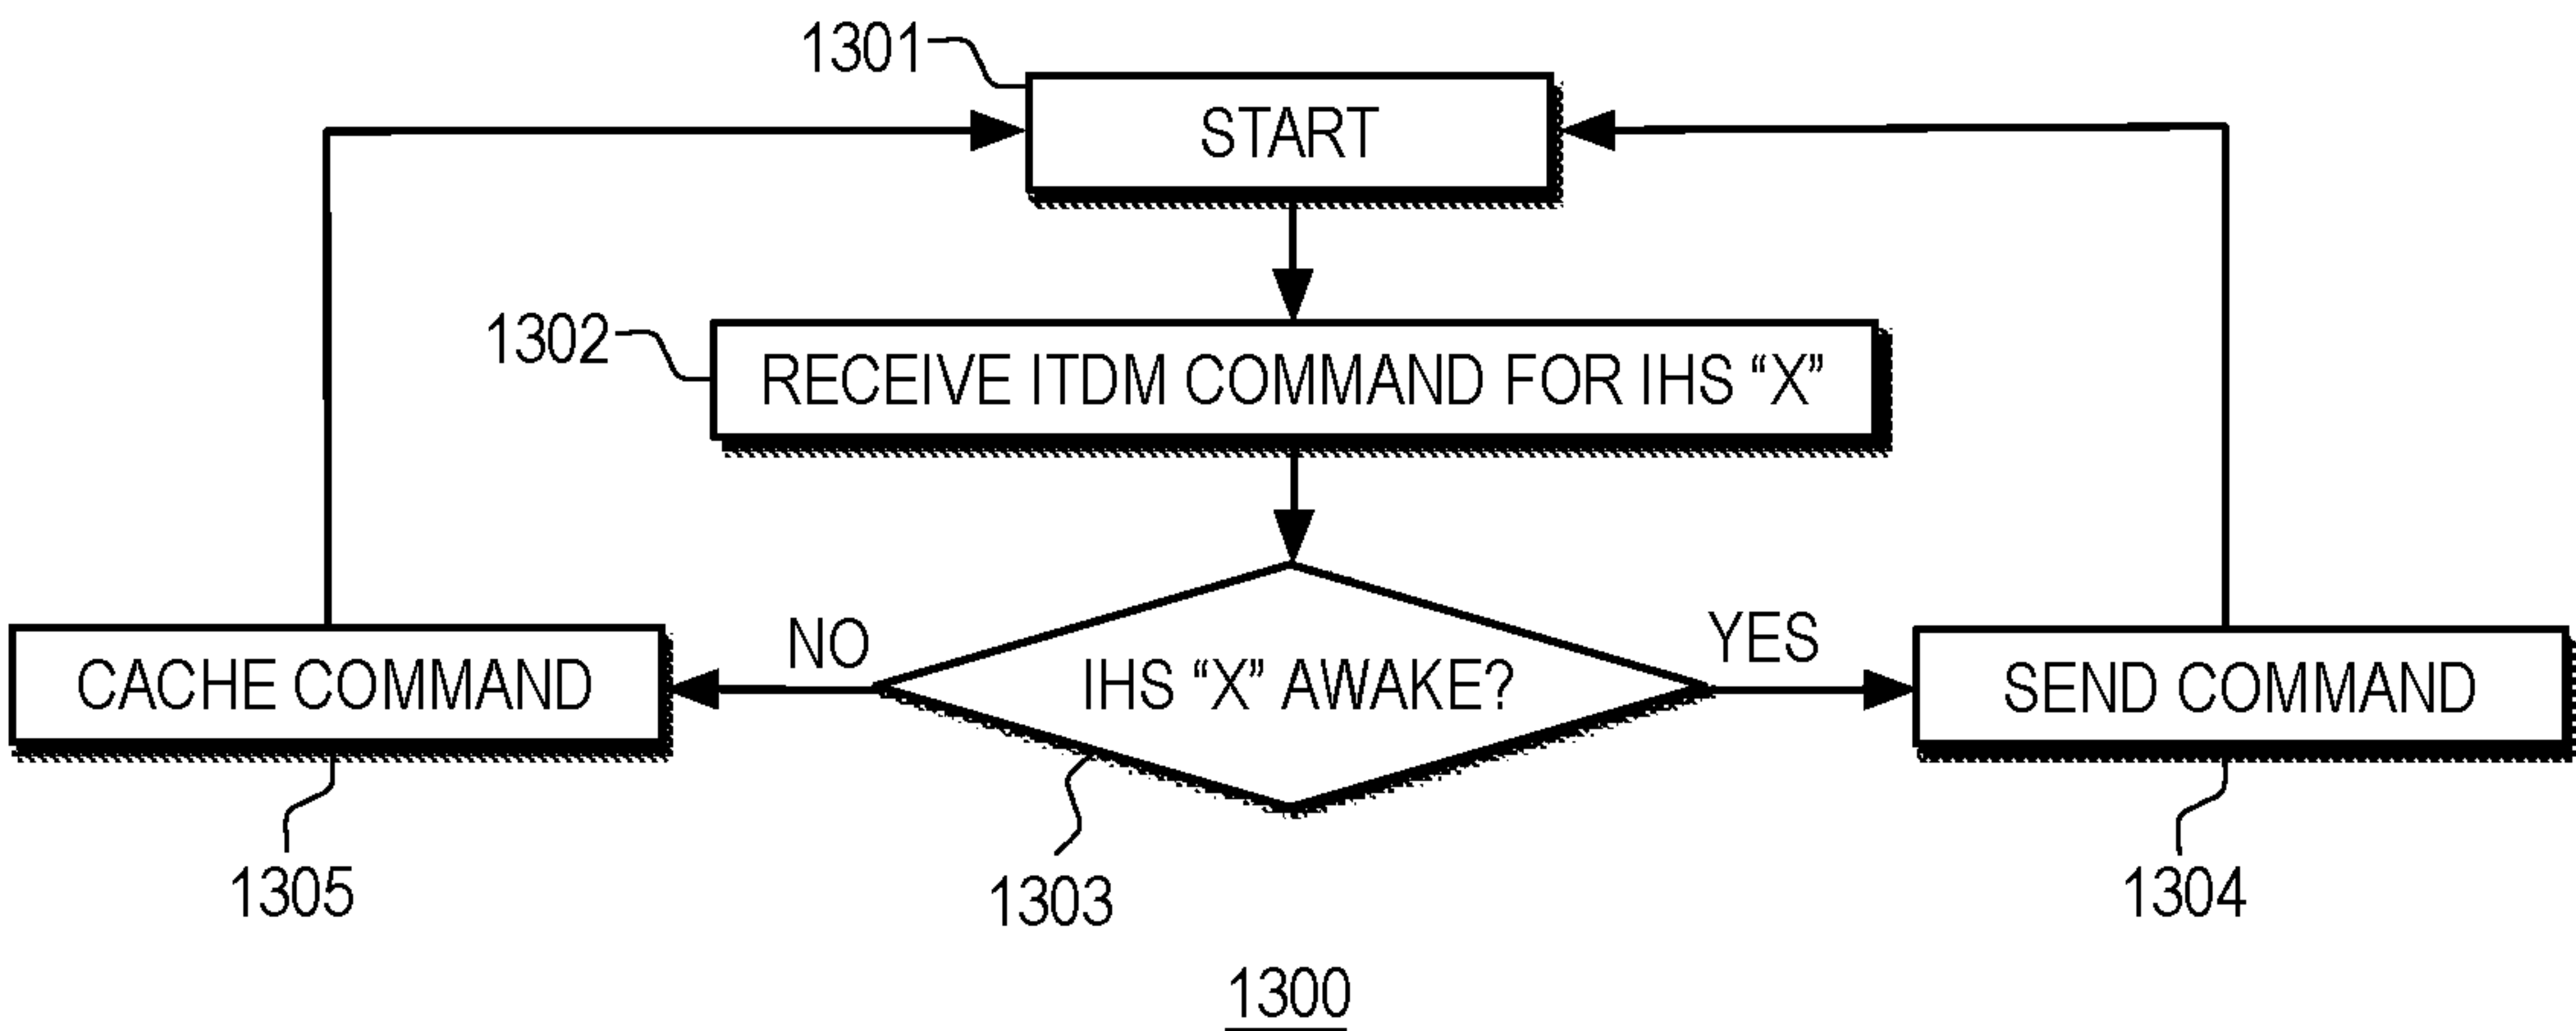 1301
START
1302
RECEIVE ITDM COMMAND FOR IHS “X”
NO
YES
CACHE COMMAND
IHS “X” AWAKE?
SEND COMMAND
1305
1303
1304
1300